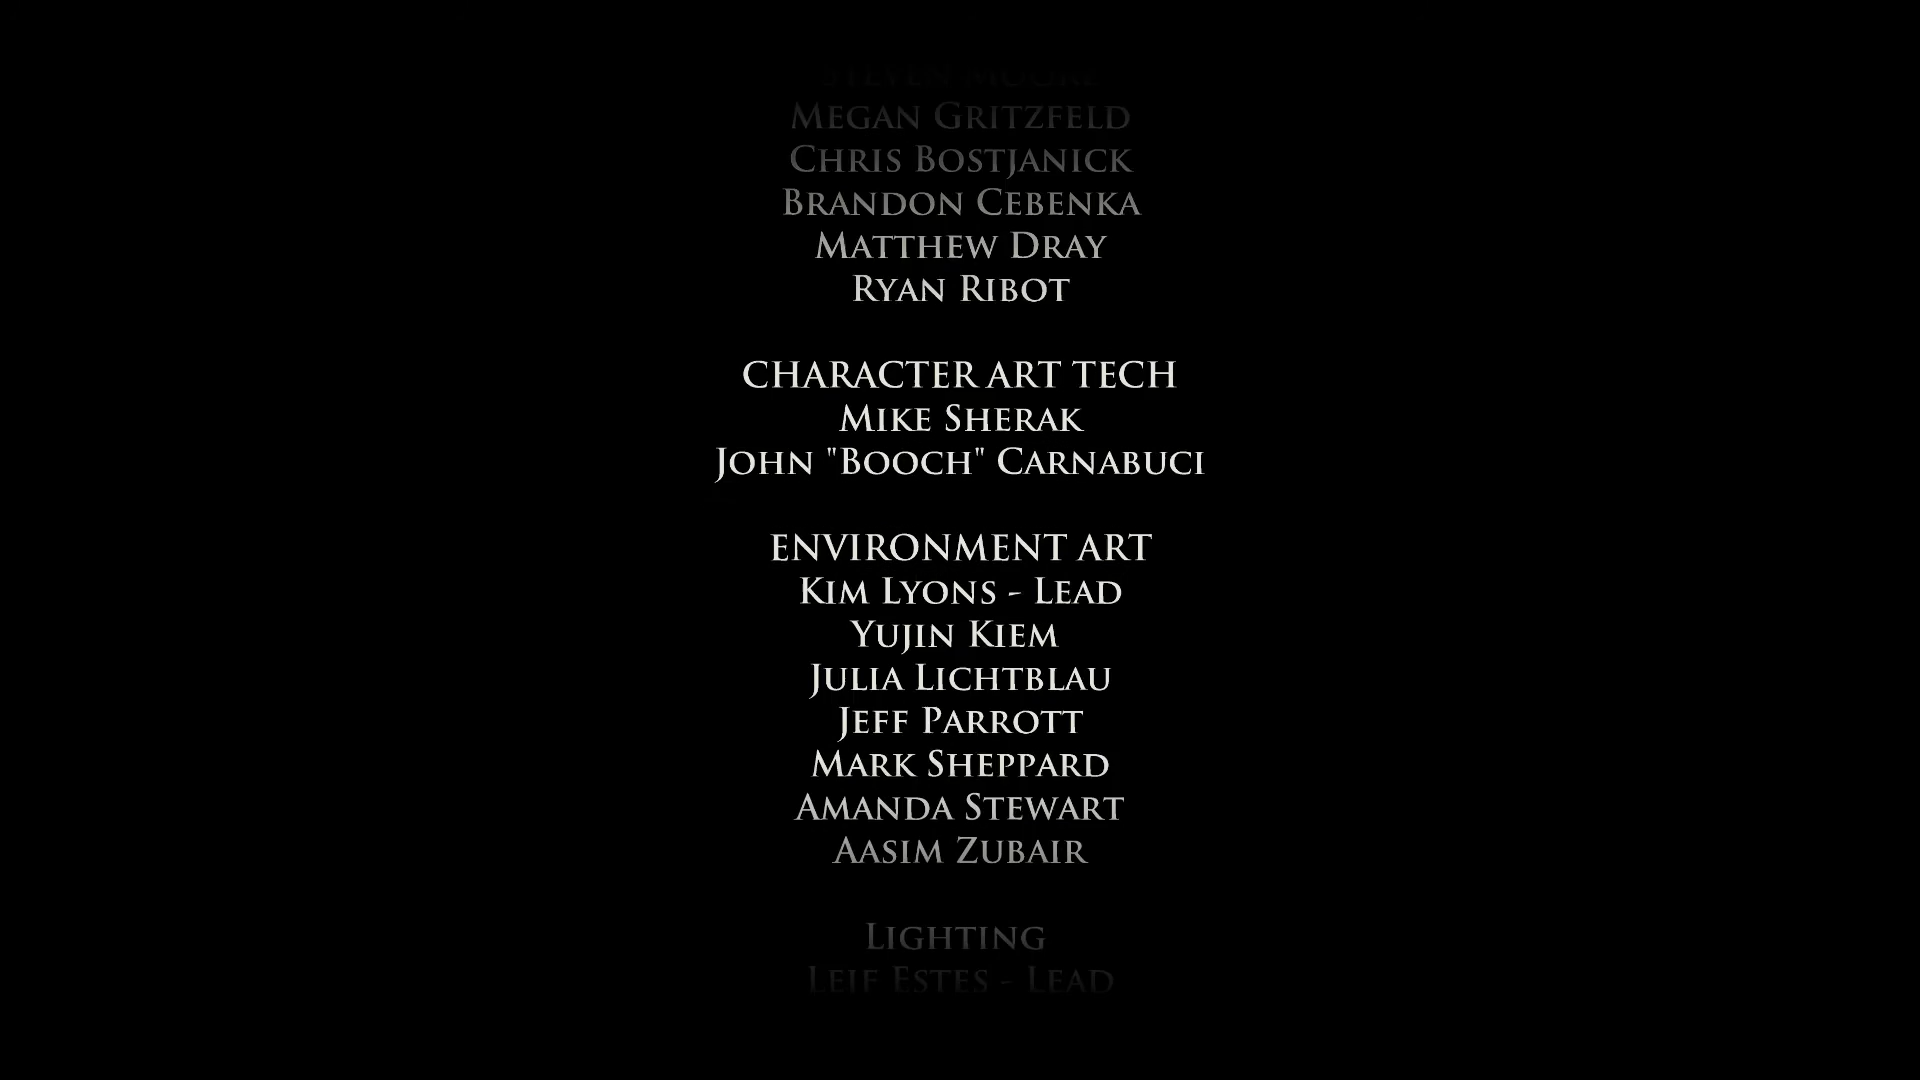 Steven Moore
Megan Gritzfeld
Chris Bostjanick
Brandon Cebenka
Matthew Dray
Ryan Ribot
CHARACTER ART TECH
Mike Sherak
John "Booch" Carnabuci
ENVIRONMENT ART
Kim Lyons - Lead
Yujin Kiem
Julia Lichtblau
Jeff Parrott
Mark Sheppard
Amanda Stewart
Aasim Zubair
Lighting
Leif Estes - Lead